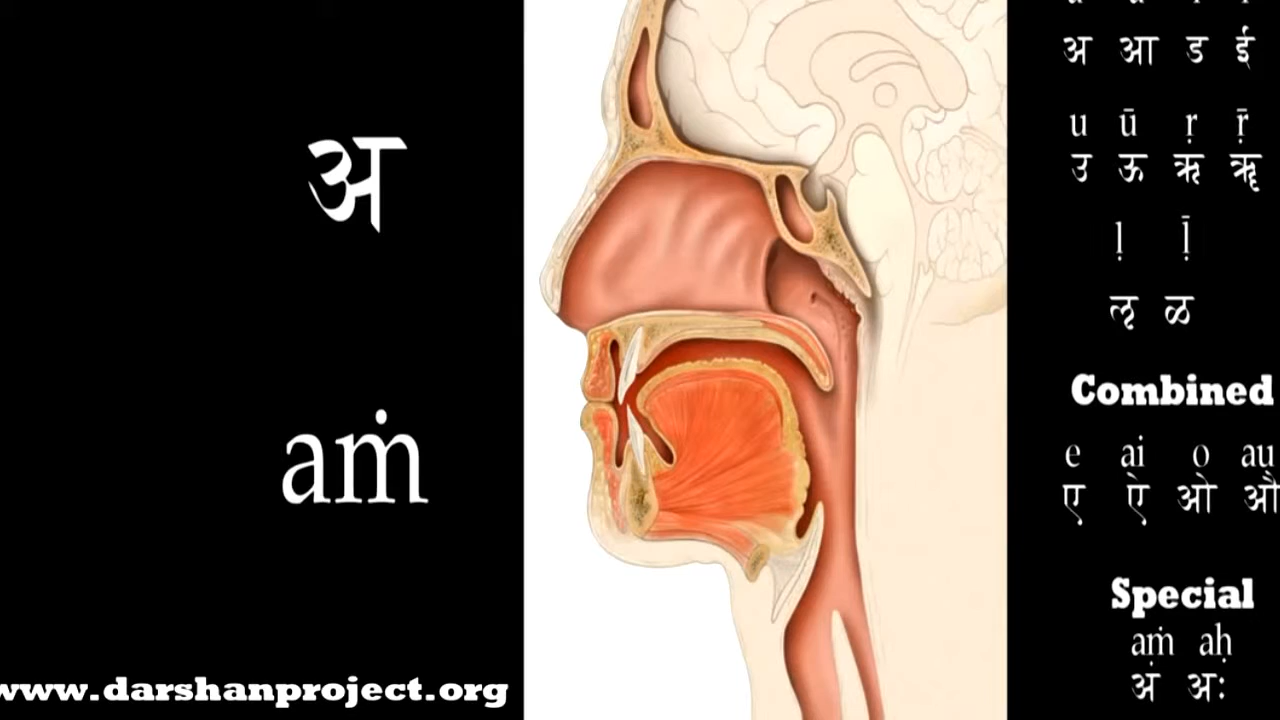 अ
aṁ
www.darshanproject.org
अ आ ड ई
u ū ṛ ṝ
उ ऊ ऋ ॠ
ḷ ḹ
ऌ ळ
Combined
e ai o au
ए ऐ ओ औ
Special
aṁ aḥ
अं अः